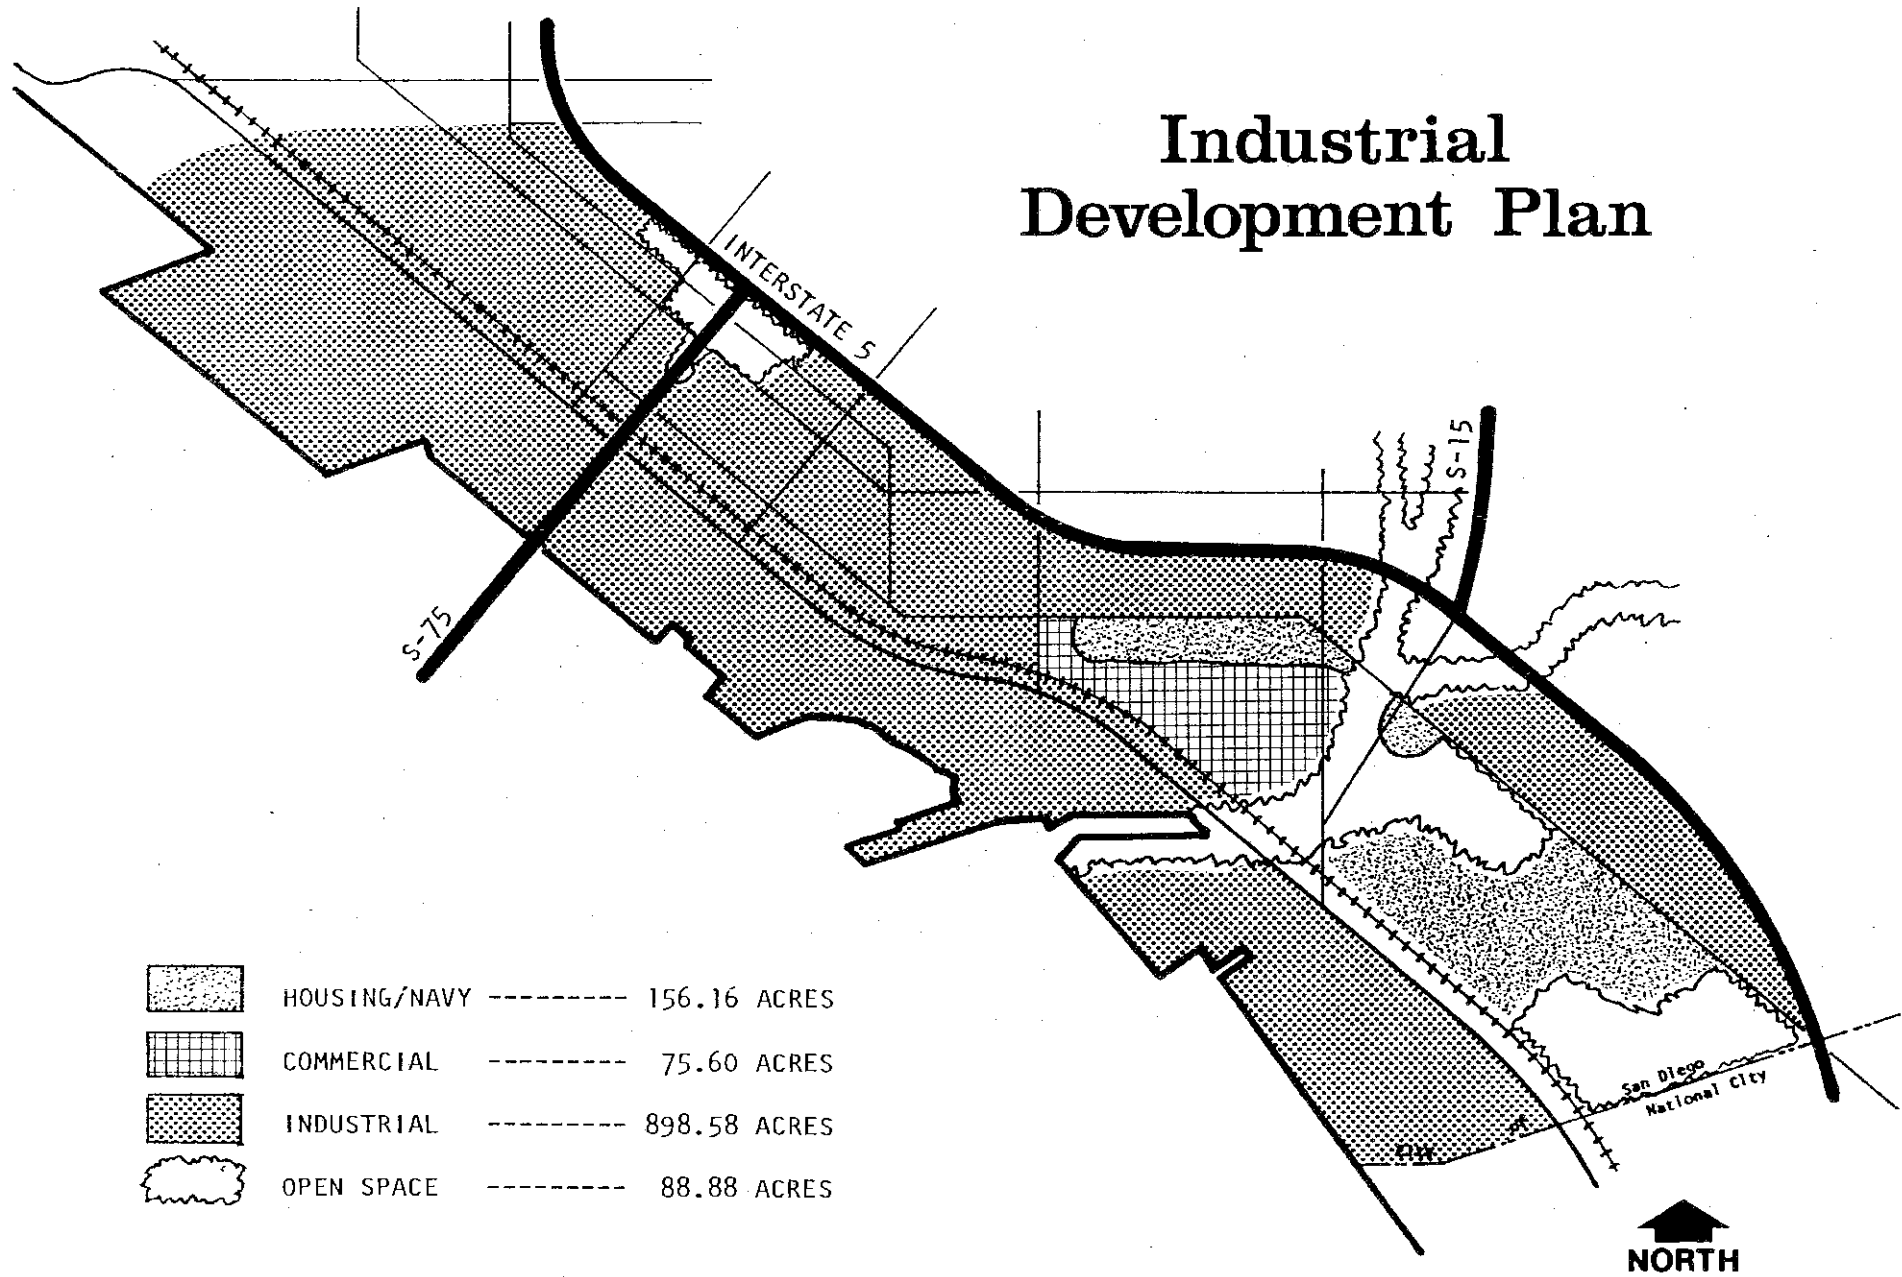 Industrial
Development Plan
INTERSTATE 5
S-15
S-75
HOUSING/NAVY --------- 156.16 ACRES
COMMERCIAL --------- 75.60 ACRES
INDUSTRIAL --------- 898.58 ACRES
OPEN SPACE --------- 88.88 ACRES
San Diego
National City
NORTH